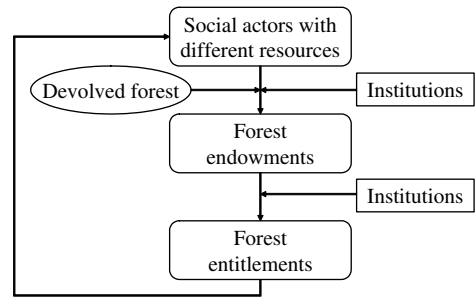 Social actors with
different resources
Devolved forest
Institutions
Forest
endowments
Institutions
Forest
entitlements